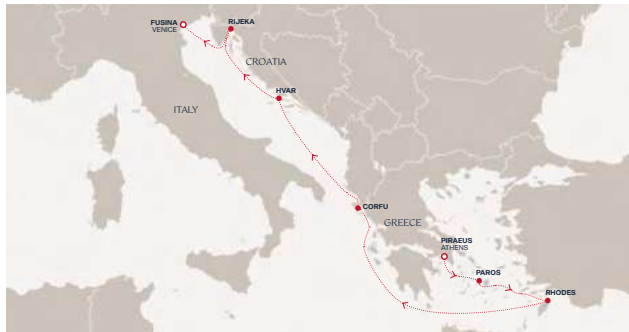 FUSINA
VENICE
RIJEKA
CROATIA
HVAR
ITALY
CORFU
GREECE
PIRAEUS
ATHENS
PAROS
RHODES